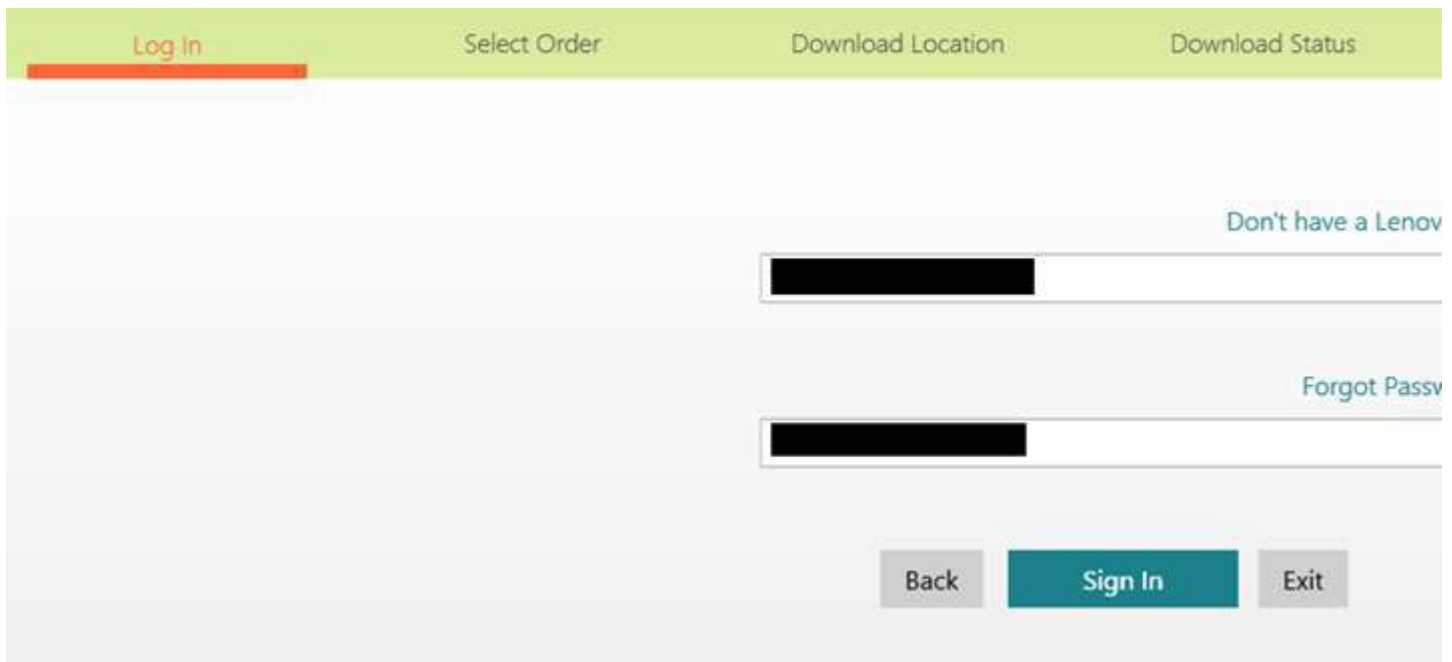 Log In Select Order Download Location Download Status
Don't have a Lenov
Forgot Passw
Back Sign In Exit